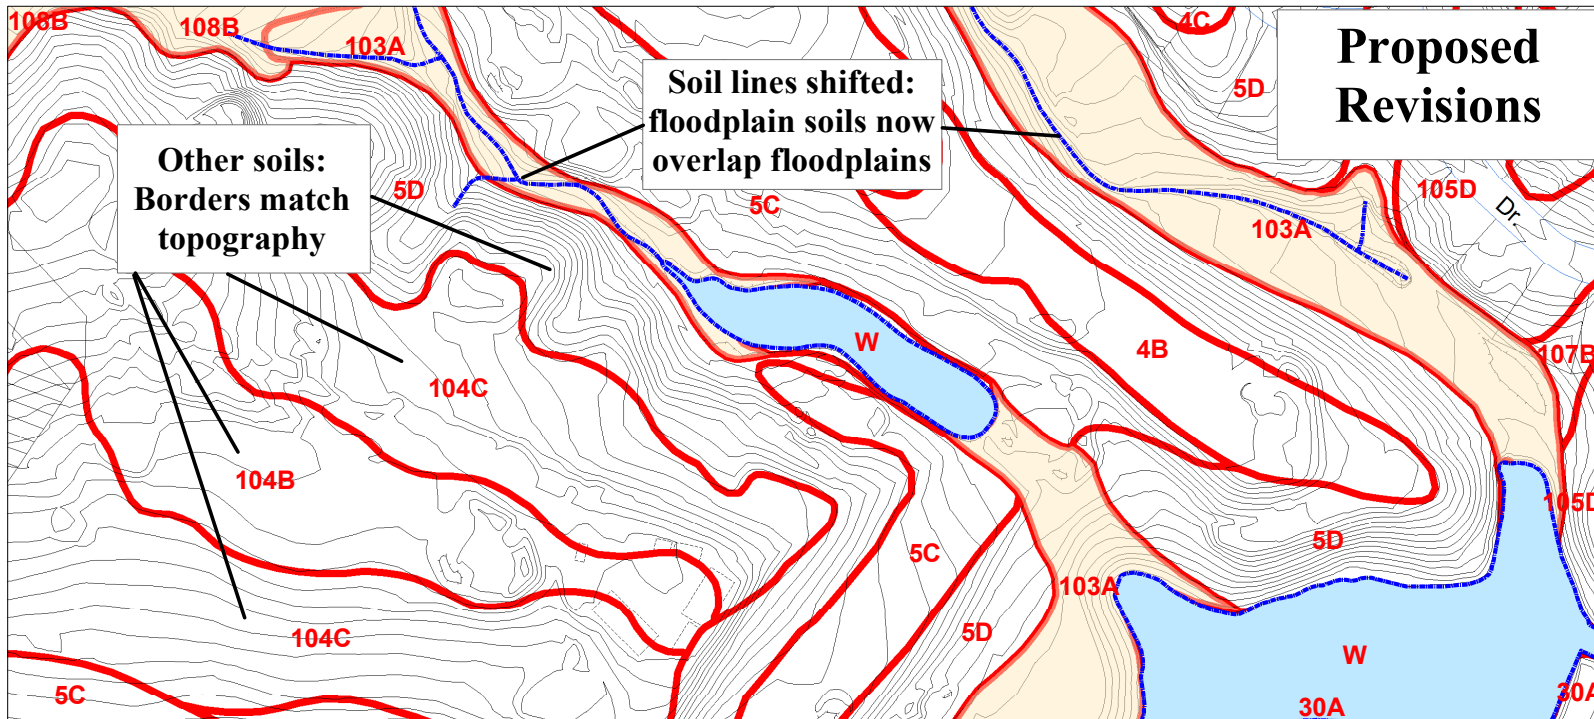 108B
108B
103A
4C
Proposed
Revisions
5D
Soil lines shifted:
floodplain soils now
overlap floodplains
Other soils:
Borders match
topography
5D
5C
105D
Dr.
103A
W
4B
107B
104C
104B
105D
5D
5C
103A
5D
104C
W
5C
30A
30A